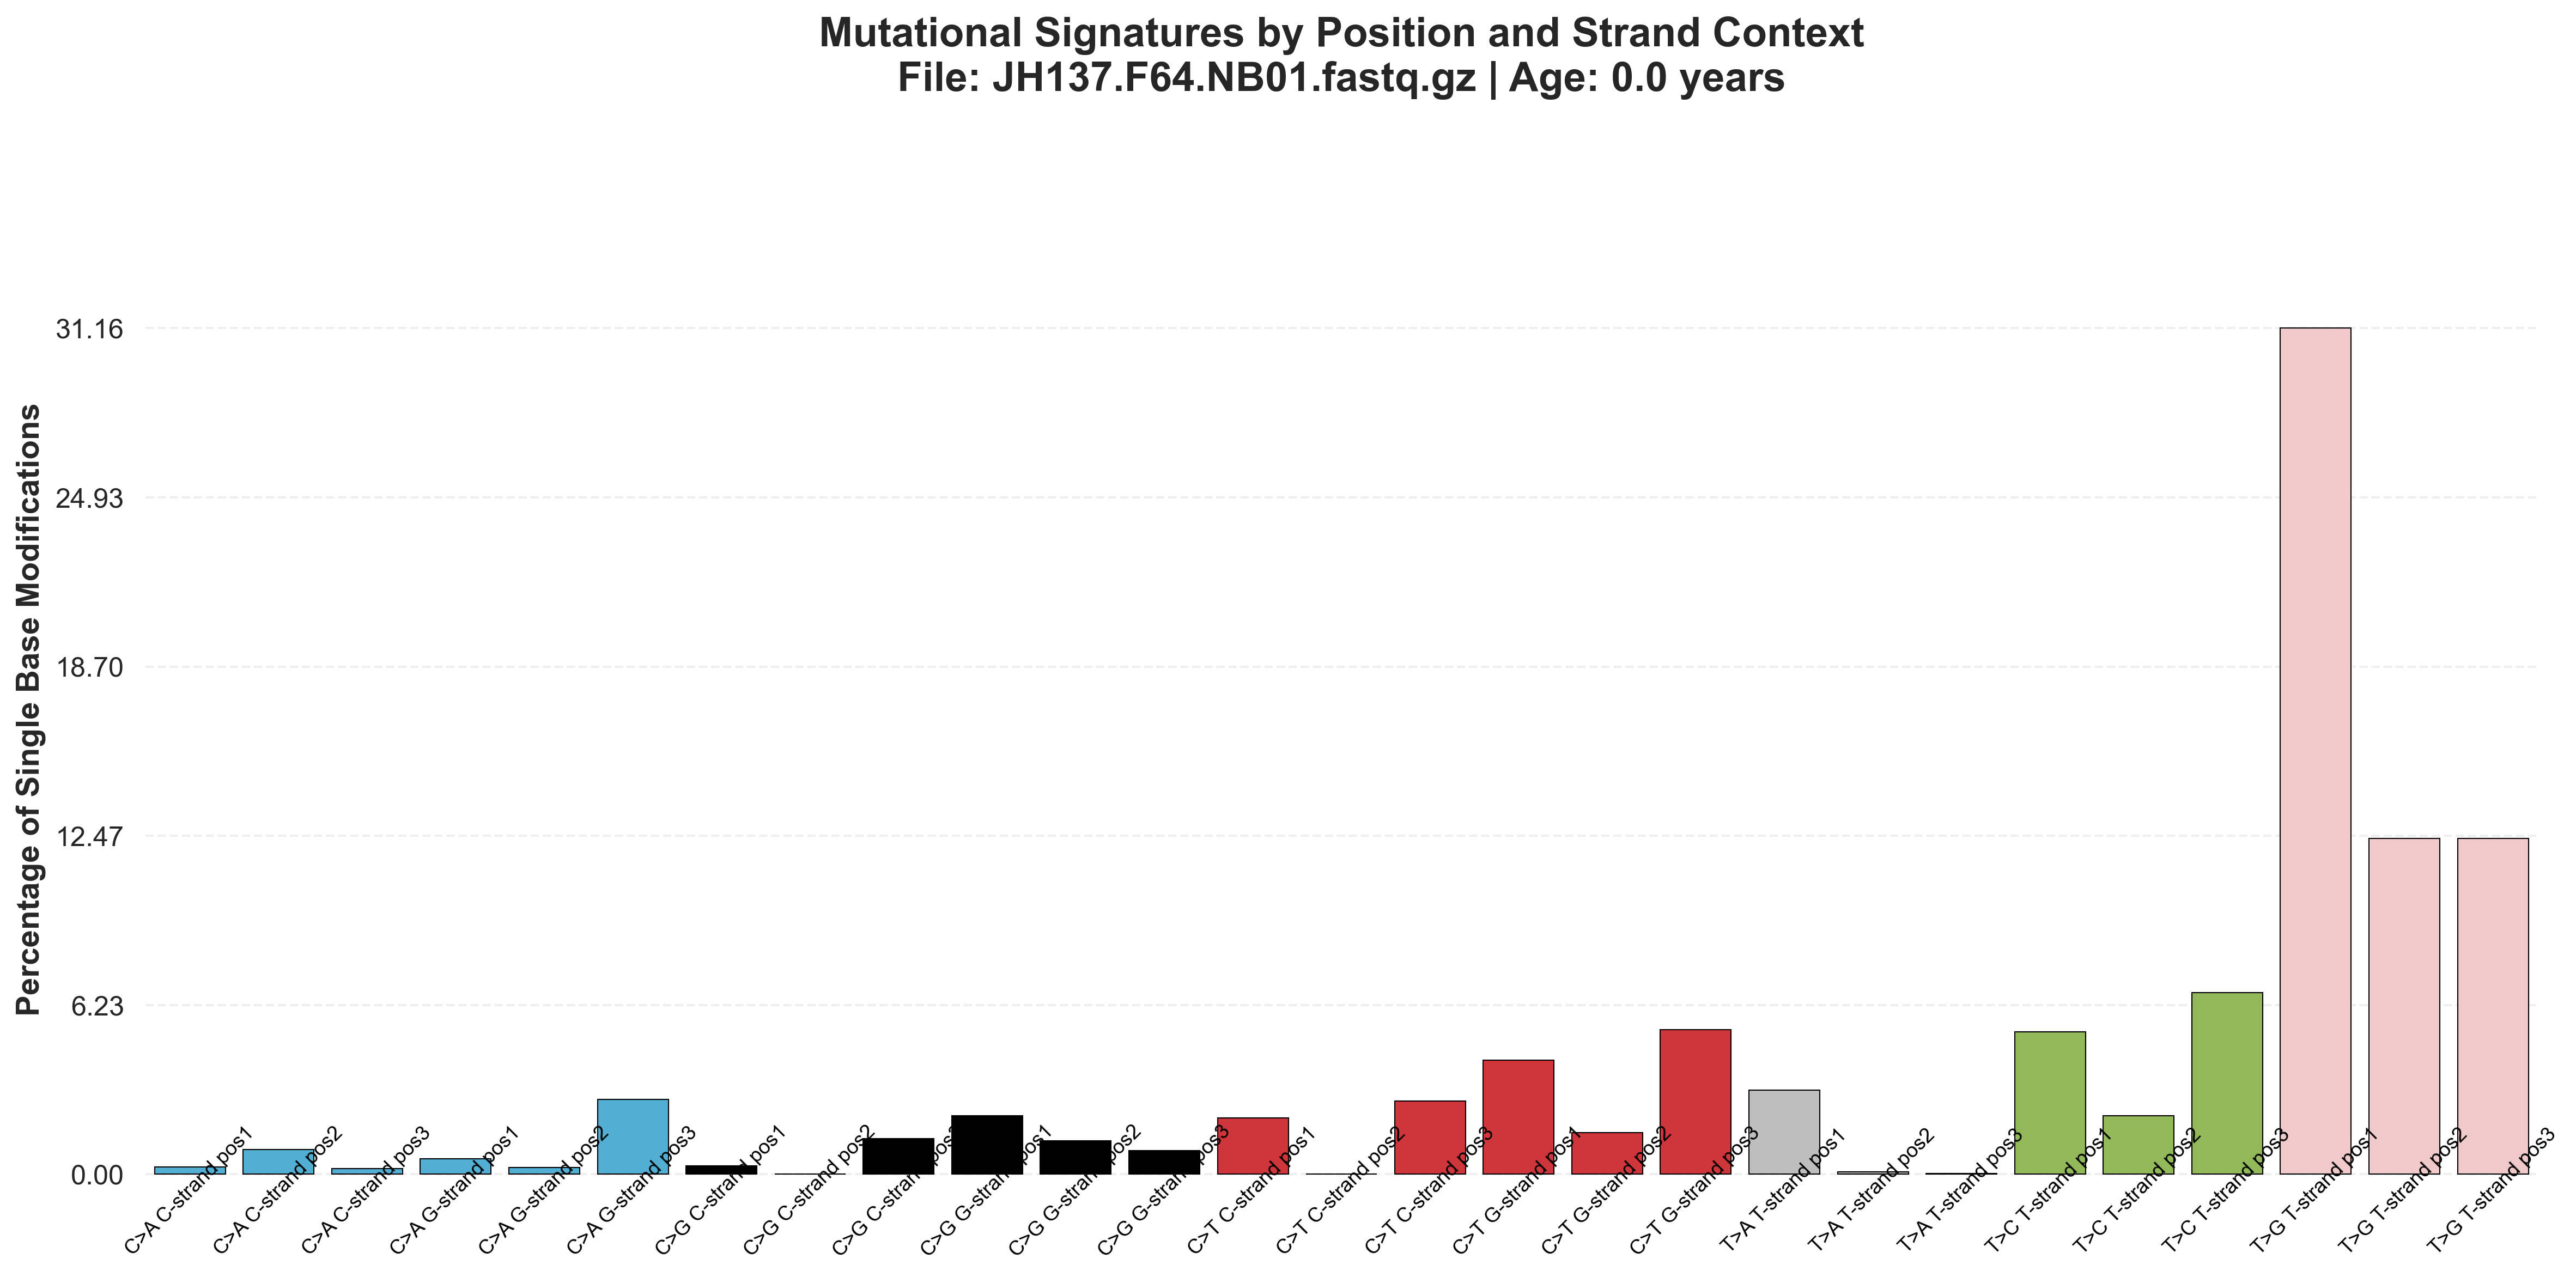 Mutational Signatures by Position and Strand Context
File: JH137.F64.NB01.fastq.gz | Age: 0.0 years
Percentage of Single Base Modifications
31.16
24.93
18.70
12.47
6.23
0.00
C>A C-strand pos1
C>A C-strand pos2
C>A C-strand pos3
C>A G-strand pos1
C>A G-strand pos2
C>A G-strand pos3
C>G C-strand pos1
C>G C-strand pos2
C>G C-strand pos3
C>G G-strand pos1
C>G G-strand pos2
C>G G-strand pos3
C>T C-strand pos1
C>T C-strand pos2
C>T C-strand pos3
C>T G-strand pos1
C>T G-strand pos2
C>T G-strand pos3
T>A T-strand pos1
T>A T-strand pos2
T>A T-strand pos3
T>C T-strand pos1
T>C T-strand pos2
T>C T-strand pos3
T>G T-strand pos1
T>G T-strand pos2
T>G T-strand pos3